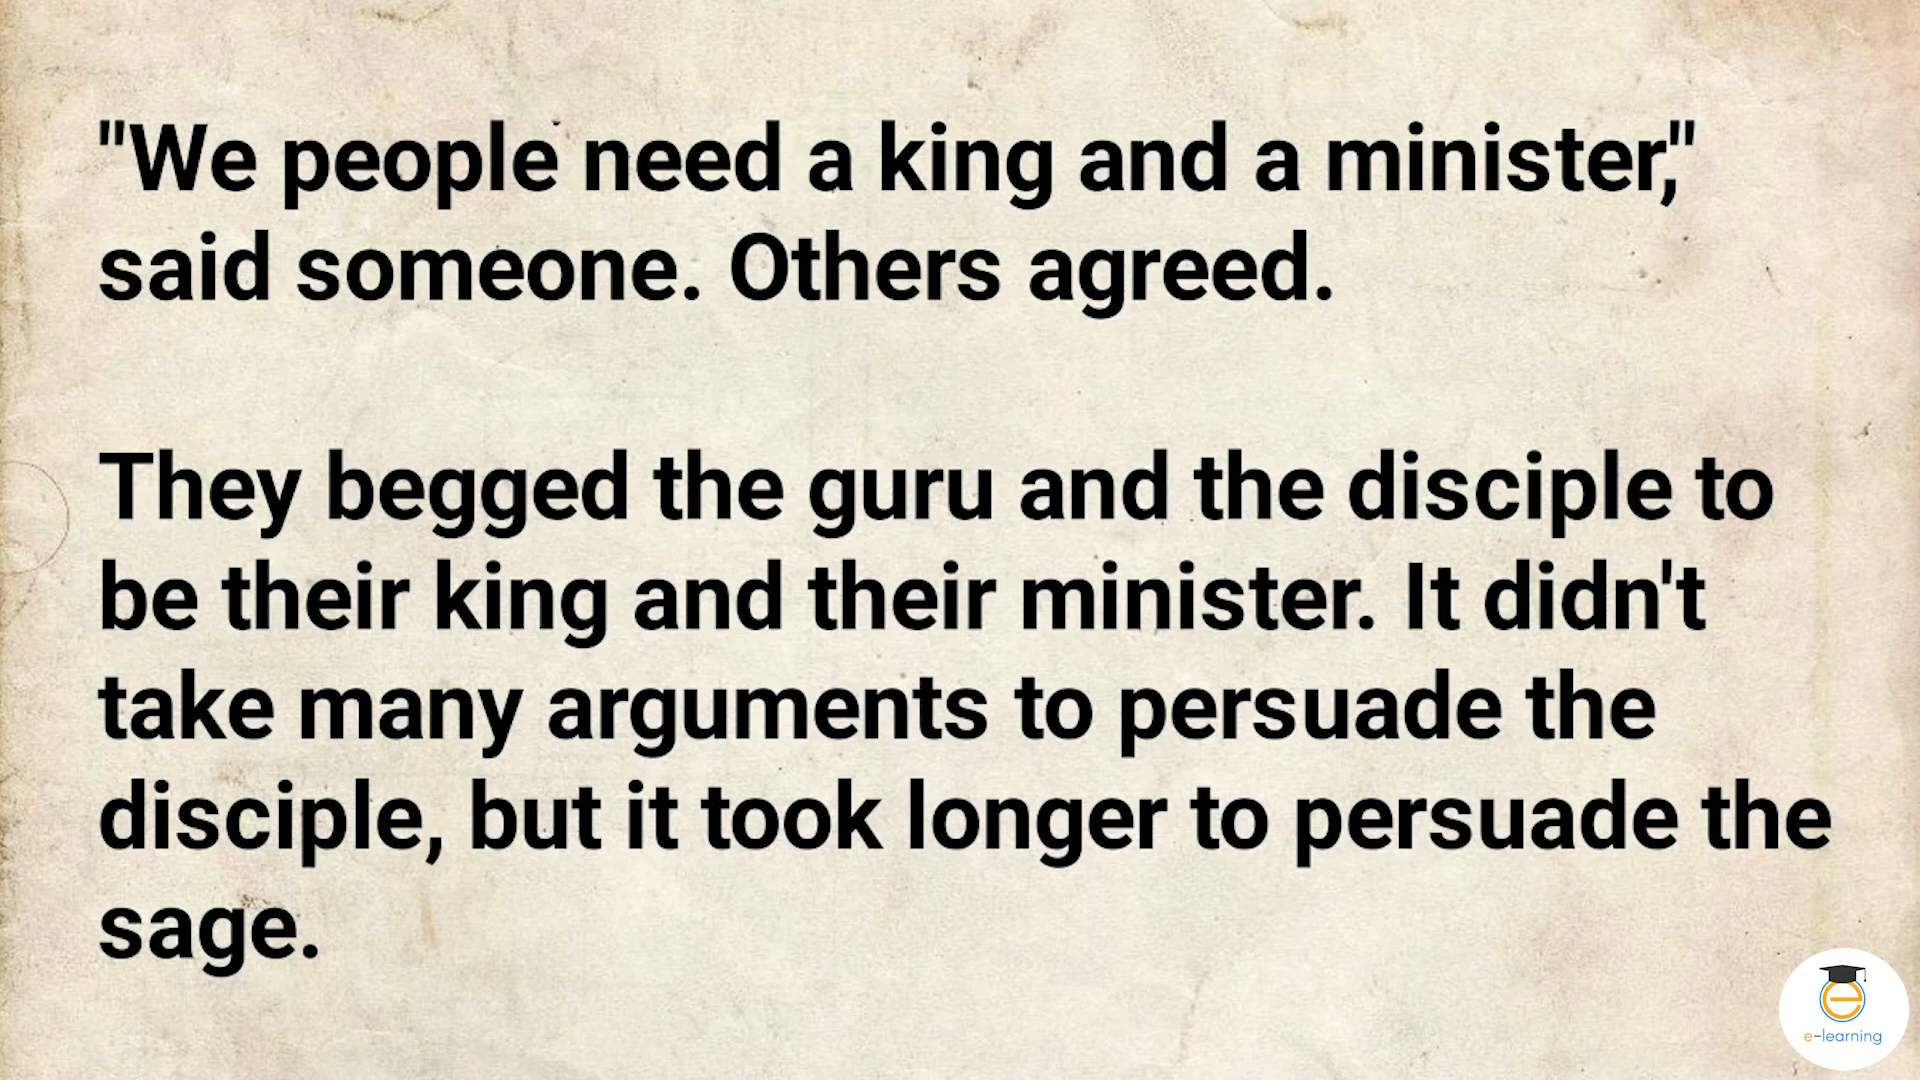 "We people need a king and a minister,"
said someone. Others agreed.
They begged the guru and the disciple to
be their king and their minister. It didn't
take many arguments to persuade the
disciple, but it took longer to persuade the
sage.
e-learning